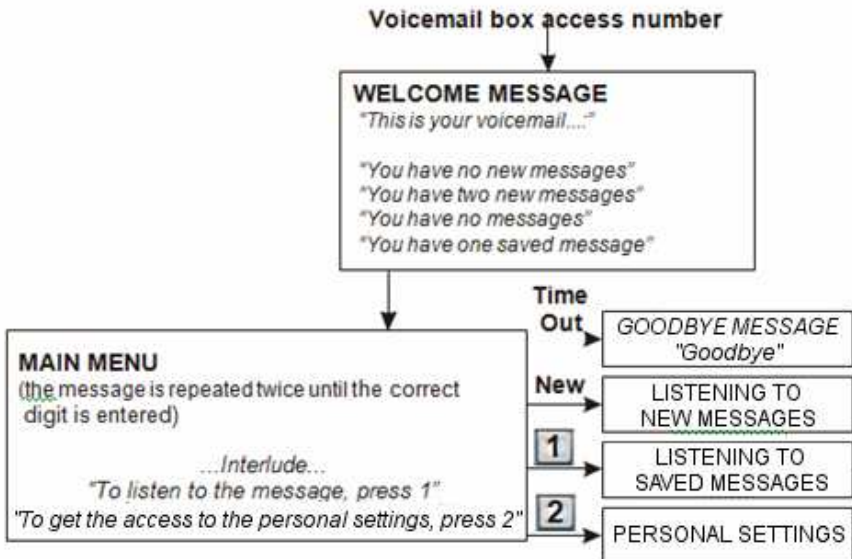 Voicemail box access number
WELCOME MESSAGE
"This is your voicemail...:"
"You have no new messages"
"You have two new messages"
"You have no messages"
"You have one saved message"
MAIN MENU
(the message is repeated twice until the correct
digit is entered)
...Interlude...
"To listen to the message, press 1"
"To get the access to the personal settings, press 2"
Time
Out
GOODBYE MESSAGE
"Goodbye"
New
LISTENING TO
NEW MESSAGES
1
LISTENING TO
SAVED MESSAGES
2
PERSONAL SETTINGS